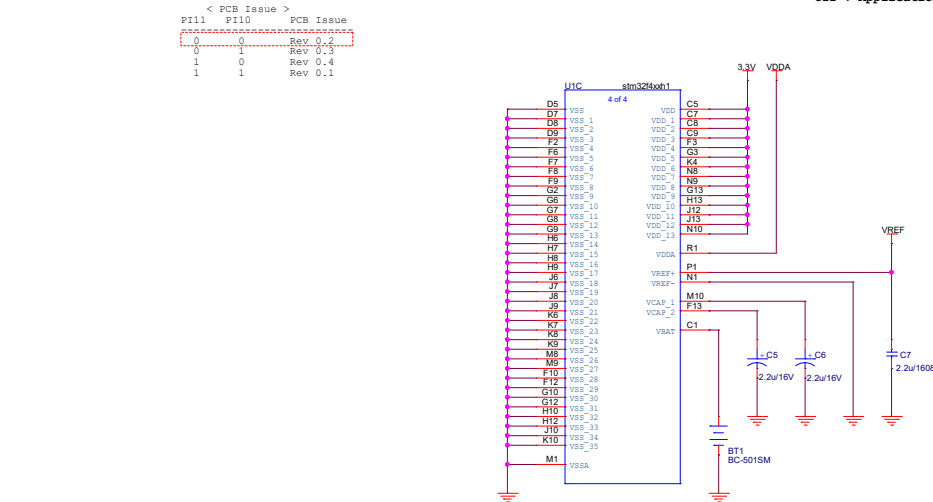 < PCB Issue >
PI11 PI10 PCB Issue
0 0 Rev 0.2
0 1 Rev 0.3
1 0 Rev 0.4
1 1 Rev 0.1
3.3V VDDA
U1C stm32f4xxh1
4 of 4
D5 VSS VDD C5
D7 VSS_1 VDD_1 C7
D8 VSS_2 VDD_2 C8
D9 VSS_3 VDD_3 C9
F2 VSS_4 VDD_4 F3
F6 VSS_5 VDD_5 G3
F7 VSS_6 VDD_6 K4
F8 VSS_7 VDD_7 N8
F9 VSS_8 VDD_8 N9
G2 VSS_9 VDD_9 G13
G6 VSS_10 VDD_10 H13
G7 VSS_11 VDD_11 J12
G8 VSS_12 VDD_12 J13
G9 VSS_13 VDD_13 N10
H6 VSS_14
H7 VSS_15 VDDA R1
H8 VSS_16
H9 VSS_17 VREF+ P1
J6 VSS_18 VREF- N1
J7 VSS_19
J8 VSS_20 VCAP_1 M10
J9 VSS_21 VCAP_2 F13
K6 VSS_22
K7 VSS_23 VBAT C1
K8 VSS_24
K9 VSS_25
M8 VSS_26
M9 VSS_27
F10 VSS_28
F12 VSS_29
G10 VSS_30
G12 VSS_31
H10 VSS_32
H12 VSS_33
J10 VSS_34
K10 VSS_35
M1 VSSA
VREF
+ C5
2.2u/16V
+ C6
2.2u/16V
C7
2.2u/1608
BT1
BC-501SM